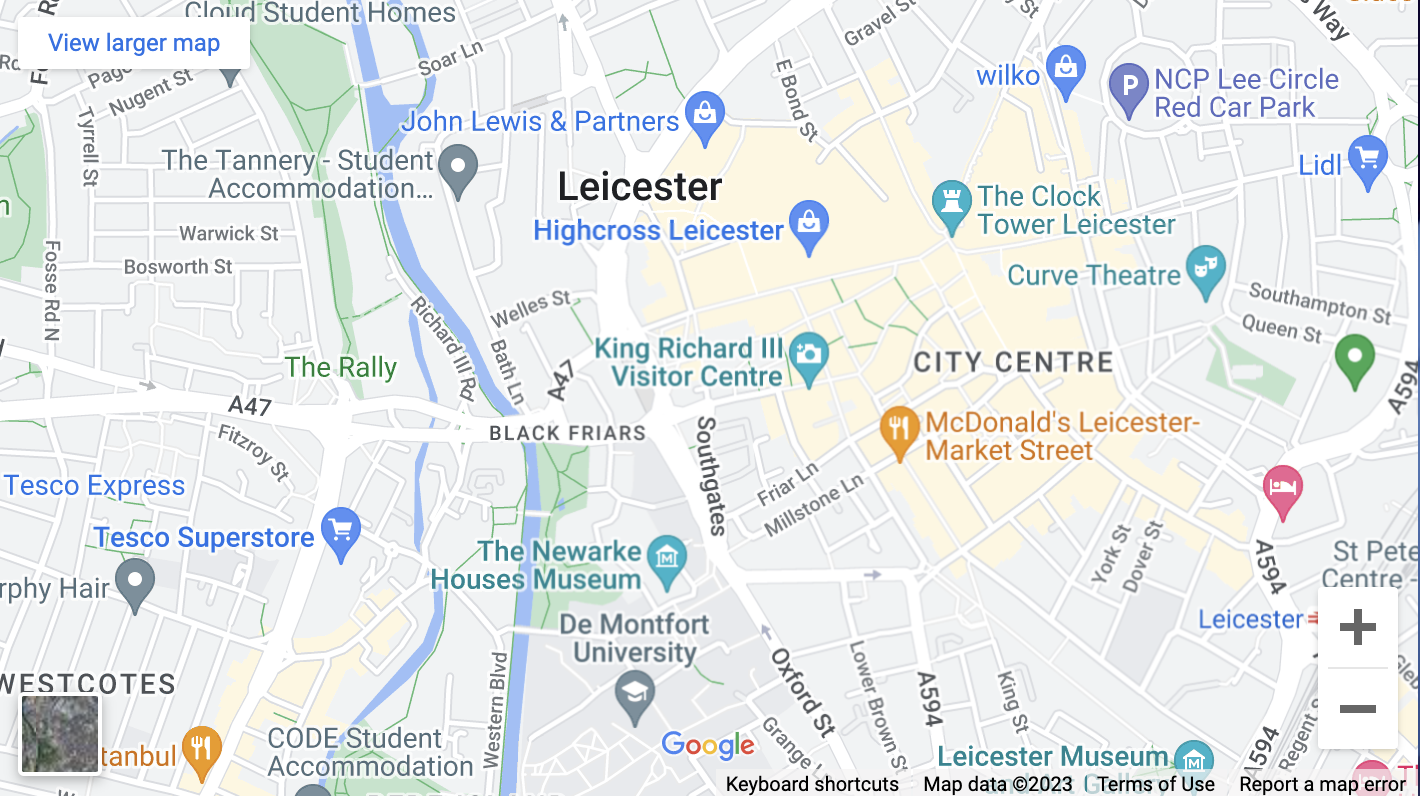 Cloud Student Homes
View larger map
Soar Ln
Gravel St
Way
Nugent St
Tyrrell St
E Bond St
wilko
NCP Lee Circle
Red Car Park
John Lewis & Partners
The Tannery - Student
Accommodation...
Lidl
Leicester
The Clock
Tower Leicester
Highcross Leicester
Warwick St
Bosworth St
Fosse Rd N
Curve Theatre
Southampton St
Queen St
Welles St
Richard III Rd
Bath Ln
King Richard III
Visitor Centre
CITY CENTRE
The Rally
A47
A594
A47
BLACK FRIARS
McDonald's Leicester-
Market Street
Fitzroy St
Southgates
Friar Ln
Millstone Ln
Tesco Express
Tesco Superstore
The Newarke
Houses Museum
York St
Dover St
A594
St Pete
Centre -
rphy Hair
De Montfort
University
Leicester
Oxford St
Lower Brown St
A594
King St
WESTCOTES
Western Blvd
A594
Regent S
tanbul
CODE Student
Accommodation
Google
Grange L
Leicester Museum
Keyboard shortcuts
Map data ©2023
Terms of Use
Report a map error